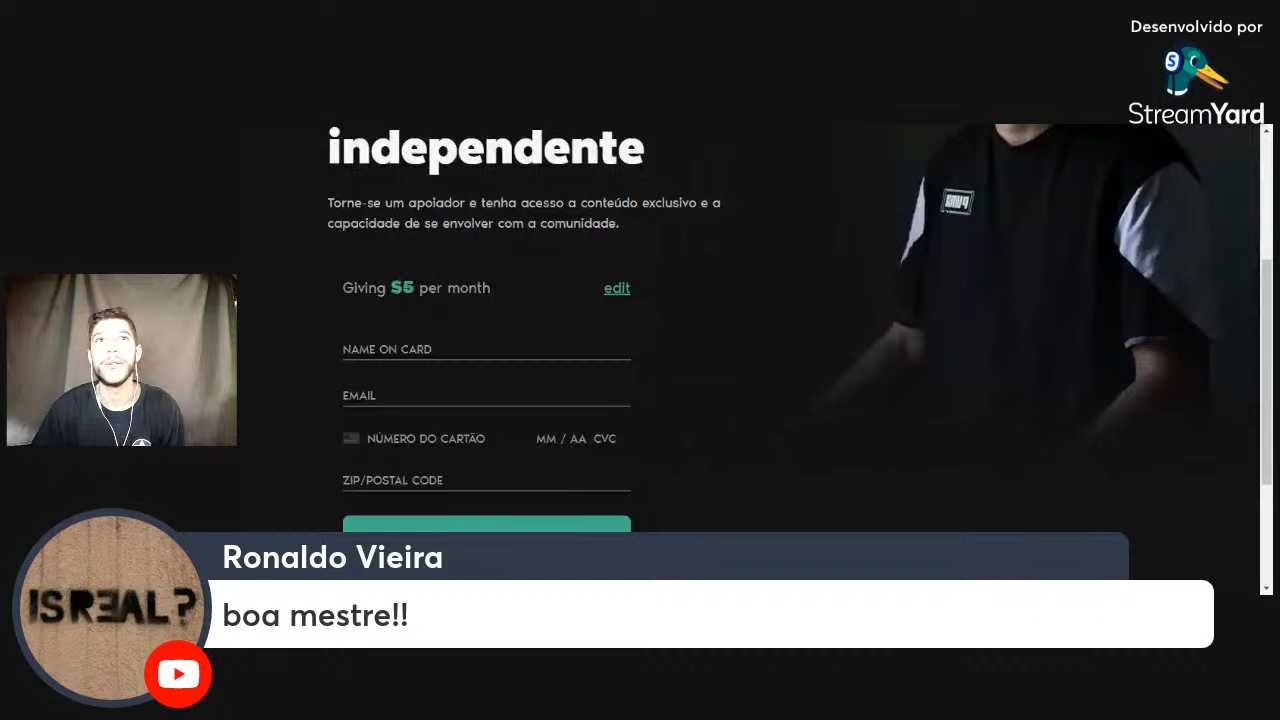 Desenvolvido por
StreamYard
independente
Torne-se um apoiador e tenha acesso a conteúdo exclusivo e a
capacidade de se envolver com a comunidade.
Giving $5 per month
edit
NAME ON CARD
EMAIL
NÚMERO DO CARTÃO
MM / AA CVC
ZIP/POSTAL CODE
Ronaldo Vieira
IS REAL?
boa mestre!!